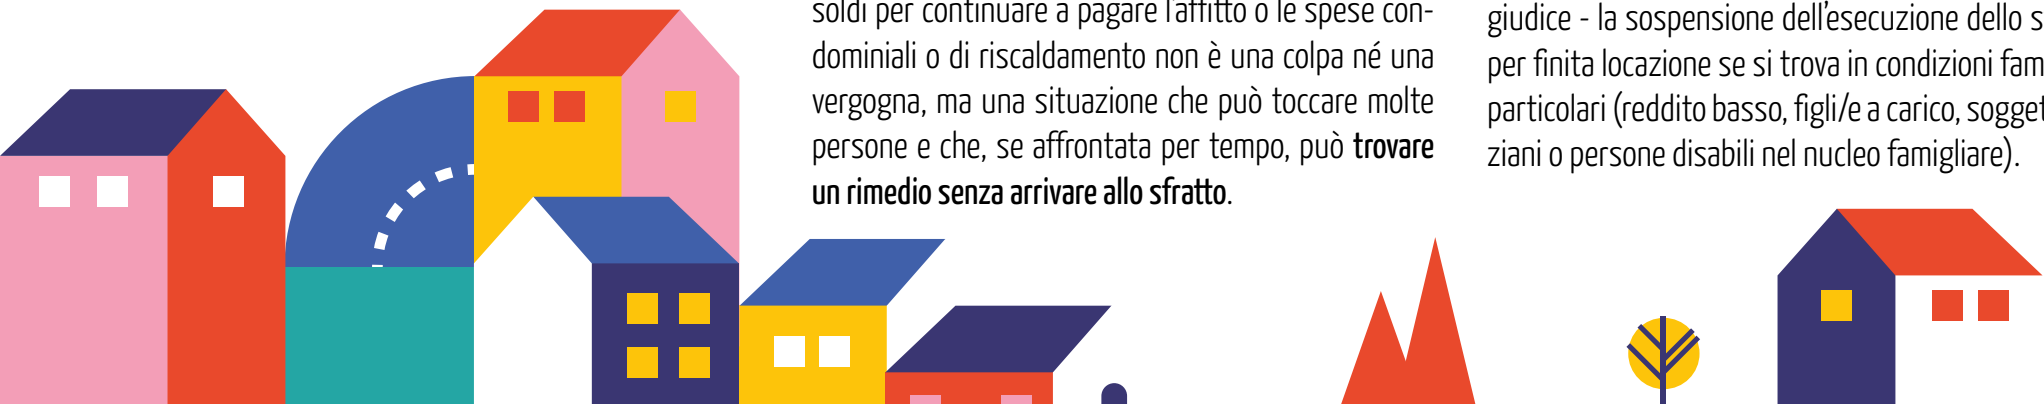 soldi per continuare a pagare l'affitto o le spese con-
dominiali o di riscaldamento non è una colpa né una
vergogna, ma una situazione che può toccare molte
persone e che, se affrontata per tempo, può trovare
un rimedio senza arrivare allo sfratto.
giudice - la sospensione dell'esecuzione dello s
per finita locazione se si trova in condizioni fam
particolari (reddito basso, figli/e a carico, sogget
ziani o persone disabili nel nucleo famigliare).